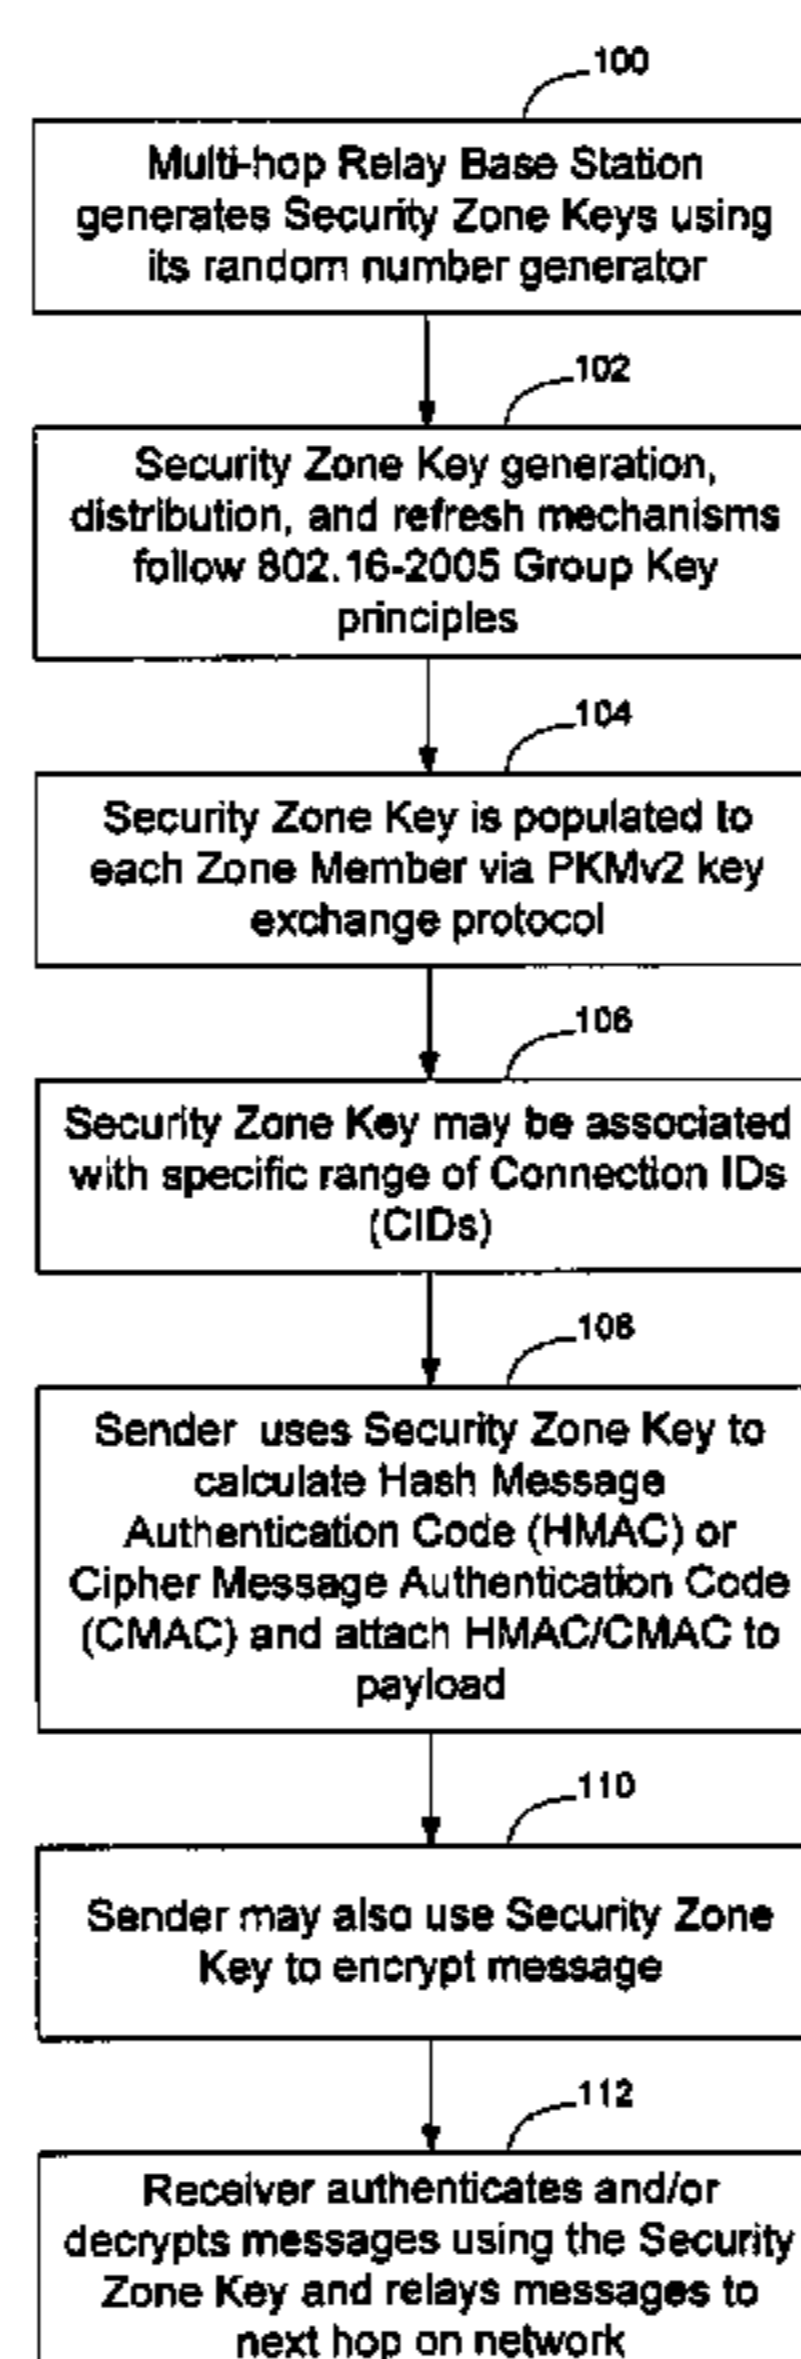 100
Multi-hop Relay Base Station
generates Security Zone Keys using
its random number generator
102
Security Zone Key generation,
distribution, and refresh mechanisms
follow 802.16-2005 Group Key
principles
104
Security Zone Key is populated to
each Zone Member via PKMv2 key
exchange protocol
106
Security Zone Key may be associated
with specific range of Connection IDs
(CIDs)
108
Sender uses Security Zone Key to
calculate Hash Message
Authentication Code (HMAC) or
Cipher Message Authentication Code
(CMAC) and attach HMAC/CMAC to
payload
110
Sender may also use Security Zone
Key to encrypt message
112
Receiver authenticates and/or
decrypts messages using the Security
Zone Key and relays messages to
next hop on network